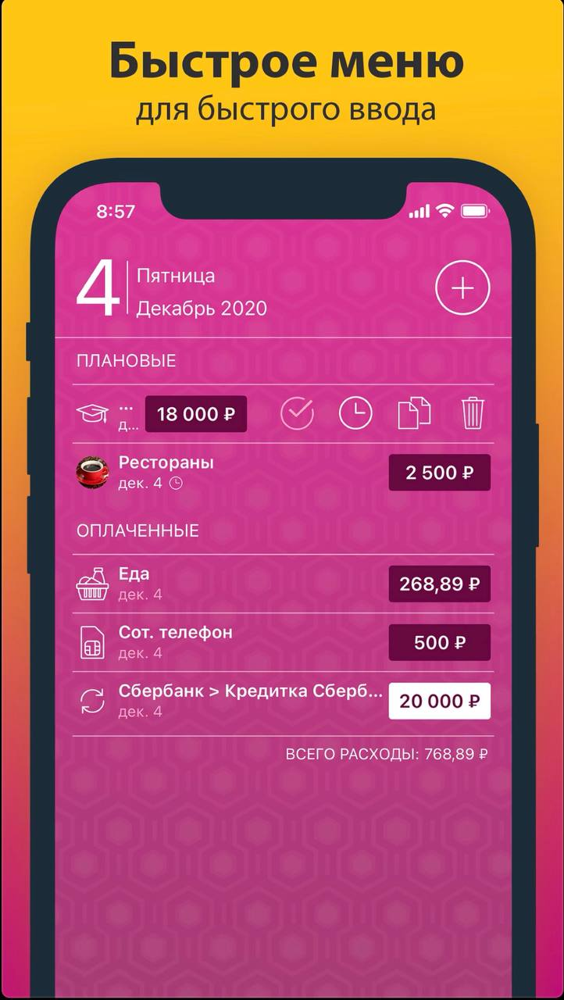 Быстрое меню
для быстрого ввода
8:57
4
Пятница
Декабрь 2020
ПЛАНОВЫЕ
...
д...
18 000 ₽
Рестораны
дек. 4
2 500 ₽
ОПЛАЧЕННЫЕ
Еда
дек. 4
268,89 ₽
Сот. телефон
дек. 4
500 ₽
Сбербанк > Кредитка Сберб...
дек. 4
20 000 ₽
ВСЕГО РАСХОДЫ: 768,89 ₽